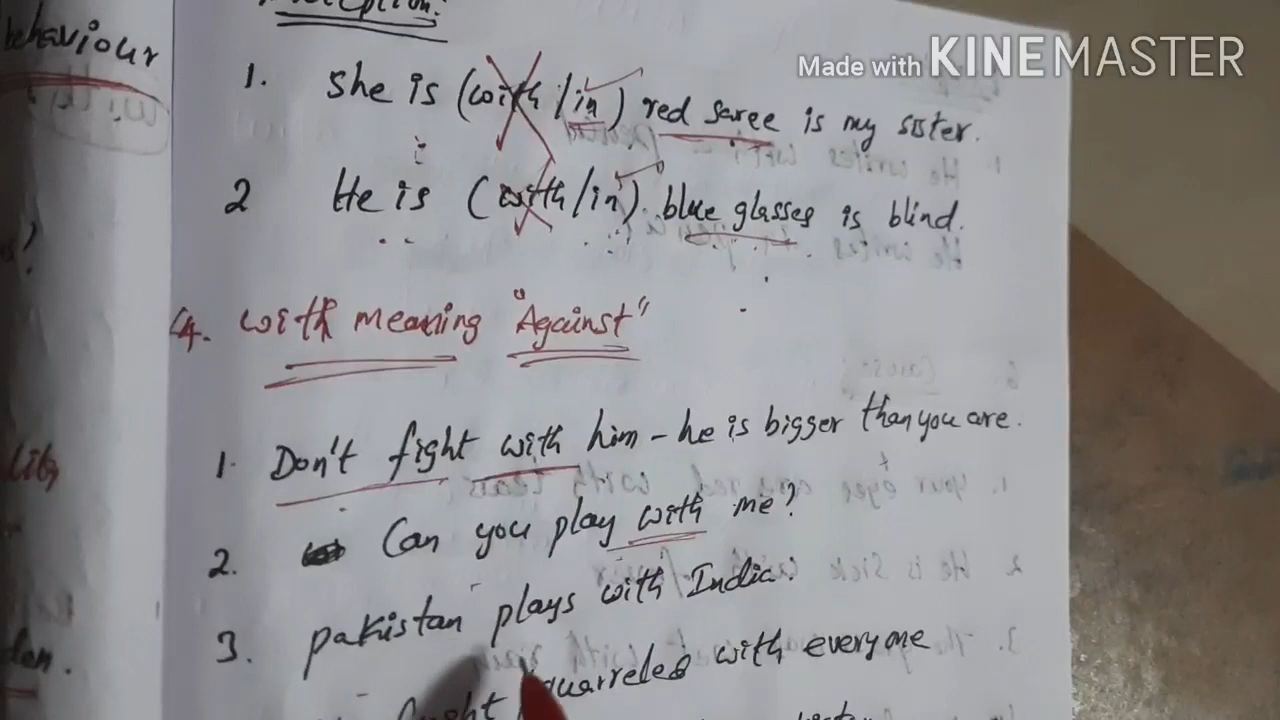 behaviour
Made with KINEMASTER
1. She is (with/in) red saree is my sister.
2 He is (with/in) blue glasses is blind.
4. with meaning "Against"
1. Don't fight with him - he is bigger than you are.
2. Can you play with me?
3. Pakistan plays with India.
quarreled with everyone